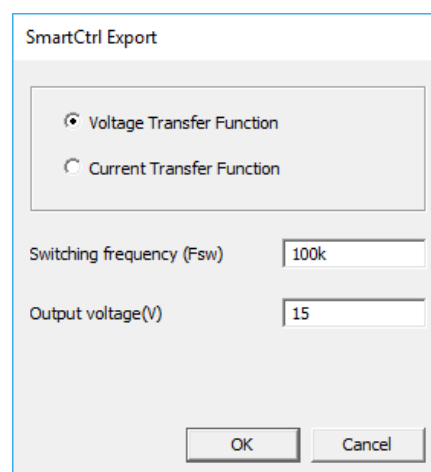 SmartCtrl Export
Voltage Transfer Function
Current Transfer Function
Switching frequency (Fsw) 100k
Output voltage(V) 15
OK Cancel